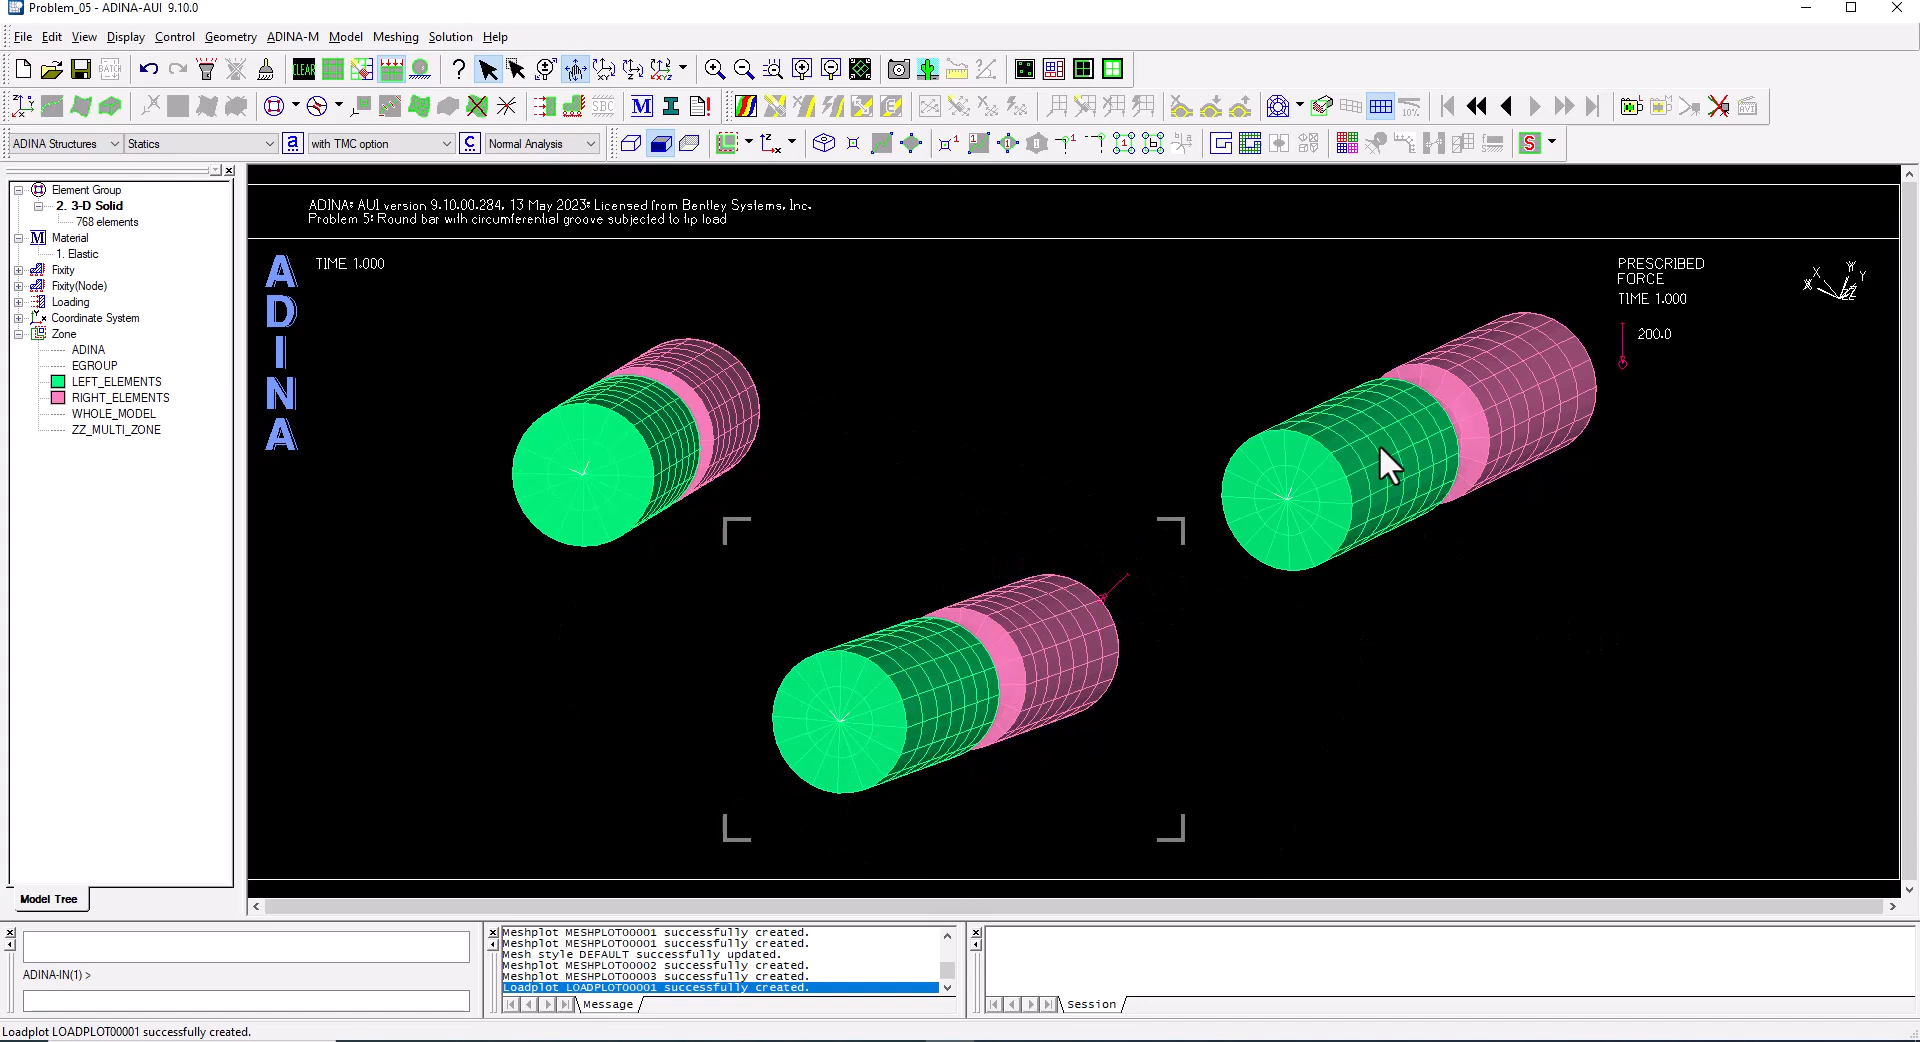 Problem_05 - ADINA-AUI 9.10.0
File Edit View Display Control Geometry ADINA-M Model Meshing Solution Help
BATCH CLEAR ? XYZ
SBC M 10% AVI
ADINA Structures Statics a with TMC option C Normal Analysis S
Element Group
2. 3-D Solid
768 elements
M Material
1. Elastic
Fixity
Fixity(Node)
Loading
Coordinate System
Zone
ADINA
EGROUP
LEFT_ELEMENTS
RIGHT_ELEMENTS
WHOLE_MODEL
ZZ_MULTI_ZONE
Model Tree
ADINA: AUI version 9.10.00.284, 13 May 2023: Licensed from Bentley Systems, Inc.
Problem 5: Round bar with circumferential groove subjected to tip load
ADINA
TIME 1.000
PRESCRIBED
FORCE
TIME 1.000
200.0
X Y Z
ADINA-IN(1) >
Meshplot MESHPLOT00001 successfully created.
Meshplot MESHPLOT00001 successfully created.
Mesh style DEFAULT successfully updated.
Meshplot MESHPLOT00002 successfully created.
Meshplot MESHPLOT00003 successfully created.
Loadplot LOADPLOT00001 successfully created.
Message
Session
Loadplot LOADPLOT00001 successfully created.